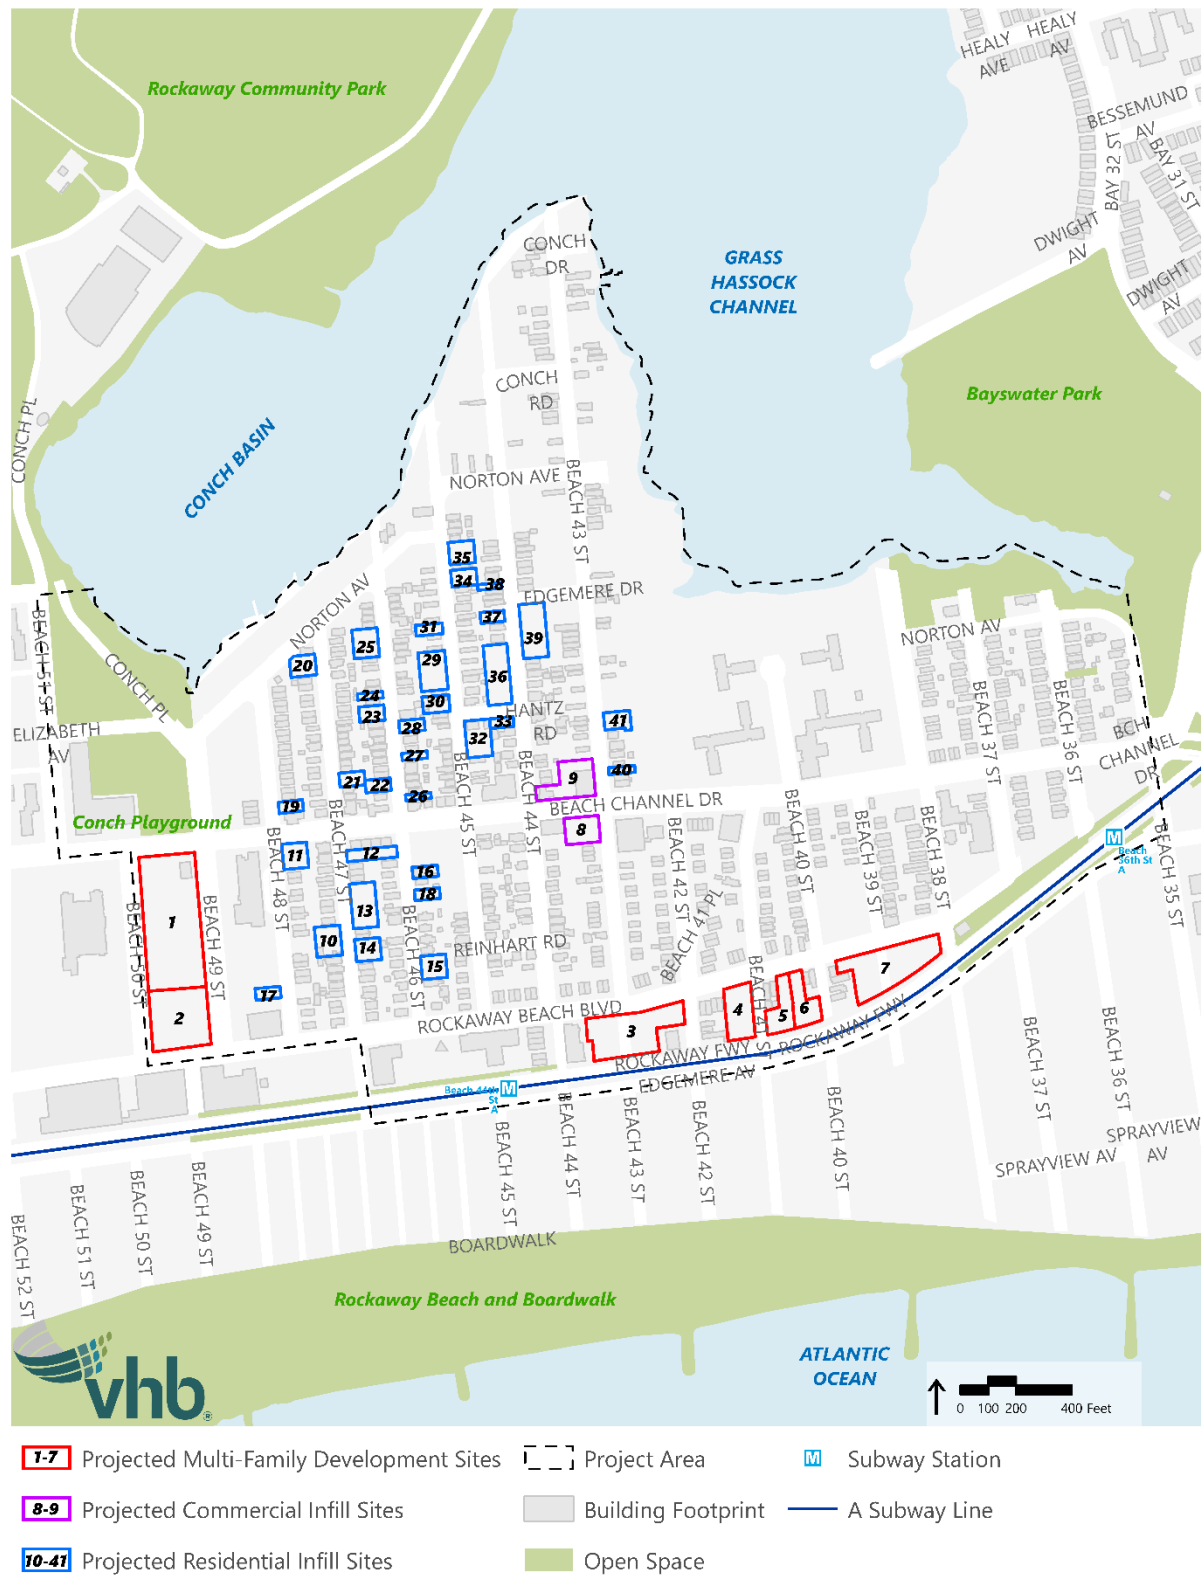 HEALY
AVE
HEALY
AV
Rockaway Community Park
BESSEMUND
AV
BAY 32 ST
BAY 31 ST
DWIGHT
AV
DWIGHT
AV
CONCH
DR
GRASS
HASSOCK
CHANNEL
CONCH
RD
Bayswater Park
CONCH PL
CONCH BASIN
NORTON AVE
BEACH 43 ST
35
34
38
EDGEMERE DR
NORTON AV
37
31
39
25
29
20
36
24
30
23
28
33
HANTZ
RD
32
41
27
NORTON AV
BEACH 37 ST
BEACH 36 ST
BCH
CHANNEL
DR
BEACH 51 ST
CONCH PL
ELIZABETH
AV
21
22
26
9
40
19
BEACH 45 ST
BEACH 44 ST
BEACH CHANNEL DR
Conch Playground
8
11
12
BEACH 48 ST
BEACH 47 ST
16
18
13
BEACH 46 ST
BEACH 42 ST
BEACH 41 PL
BEACH 40 ST
BEACH 39 ST
BEACH 38 ST
Beach
36th St
A
BEACH 35 ST
1
BEACH 50 ST
BEACH 49 ST
10
14
REINHART RD
15
17
2
ROCKAWAY BEACH BLVD
3
4
BEACH 41 ST
5
6
7
ROCKAWAY FWY
ROCKAWAY FWY
EDGEMERE AV
Beach 44th
St
A
BEACH 45 ST
BEACH 44 ST
BEACH 43 ST
BEACH 42 ST
BEACH 40 ST
BEACH 37 ST
BEACH 36 ST
SPRAYVIEW AV
SPRAYVIEW
AV
BEACH 52 ST
BEACH 51 ST
BEACH 50 ST
BEACH 49 ST
BOARDWALK
Rockaway Beach and Boardwalk
ATLANTIC
OCEAN
vhb®
0 100 200 400 Feet
1-7 Projected Multi-Family Development Sites
Project Area
M Subway Station
8-9 Projected Commercial Infill Sites
Building Footprint
A Subway Line
10-41 Projected Residential Infill Sites
Open Space